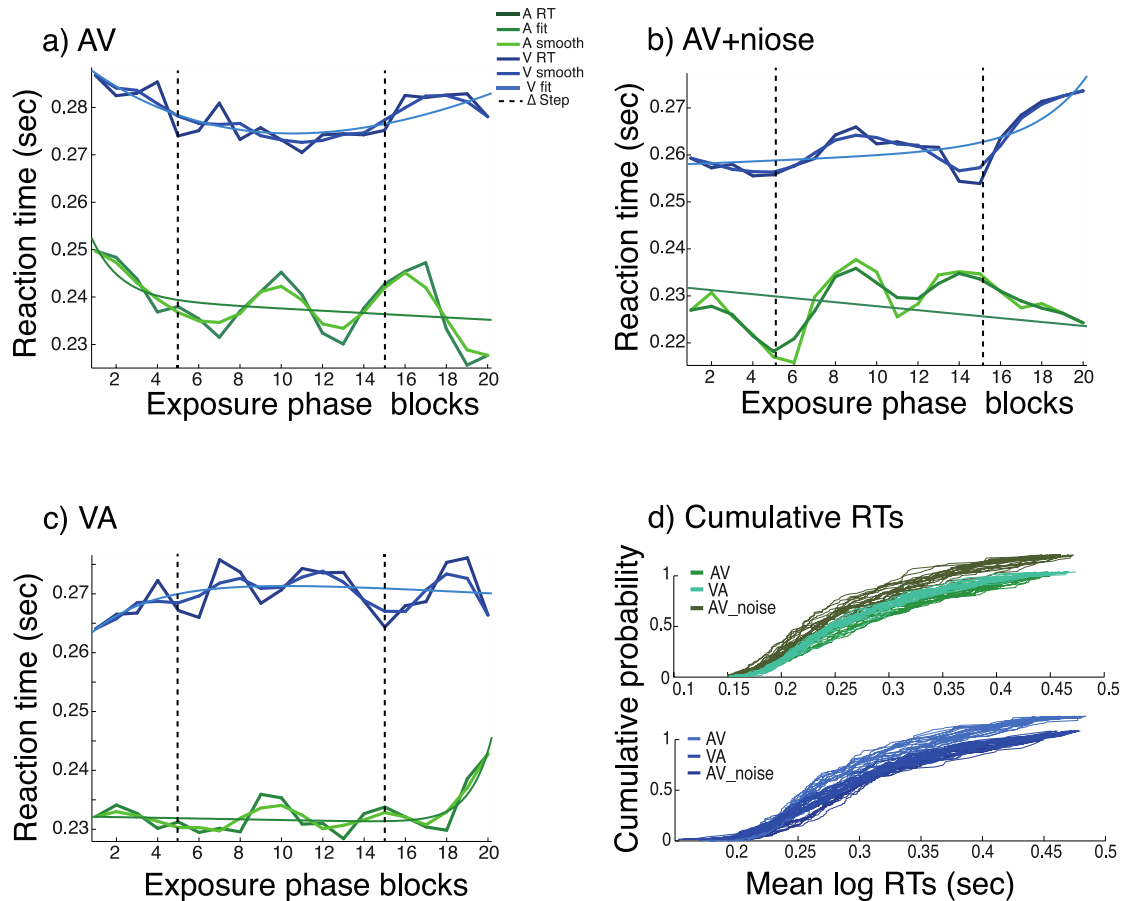 a) AV
A RT
A fit
A smooth
V RT
V smooth
V fit
Δ Step
Reaction time (sec)
0.28
0.27
0.26
0.25
0.24
0.23
2 4 6 8 10 12 14 16 18 20
Exposure phase blocks
b) AV+niose
Reaction time (sec)
0.27
0.26
0.25
0.24
0.23
0.22
2 4 6 8 10 12 14 16 18 20
Exposure phase blocks
c) VA
Reaction time (sec)
0.27
0.26
0.25
0.24
0.23
2 4 6 8 10 12 14 16 18 20
Exposure phase blocks
d) Cumulative RTs
Cumulative probability
AV
VA
AV_noise
1
0.5
0
0.1 0.15 0.2 0.25 0.3 0.35 0.4 0.45 0.5
AV
VA
AV_noise
1
0.5
0
0.2 0.25 0.3 0.35 0.4 0.45 0.5
Mean log RTs (sec)